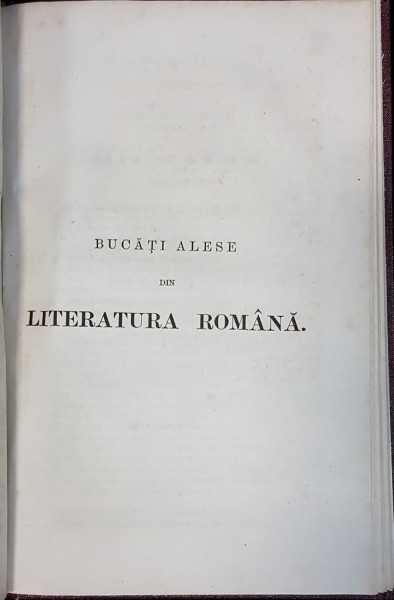 BUCĂȚI ALESE
DIN
LITERATURA ROMÂNĂ.